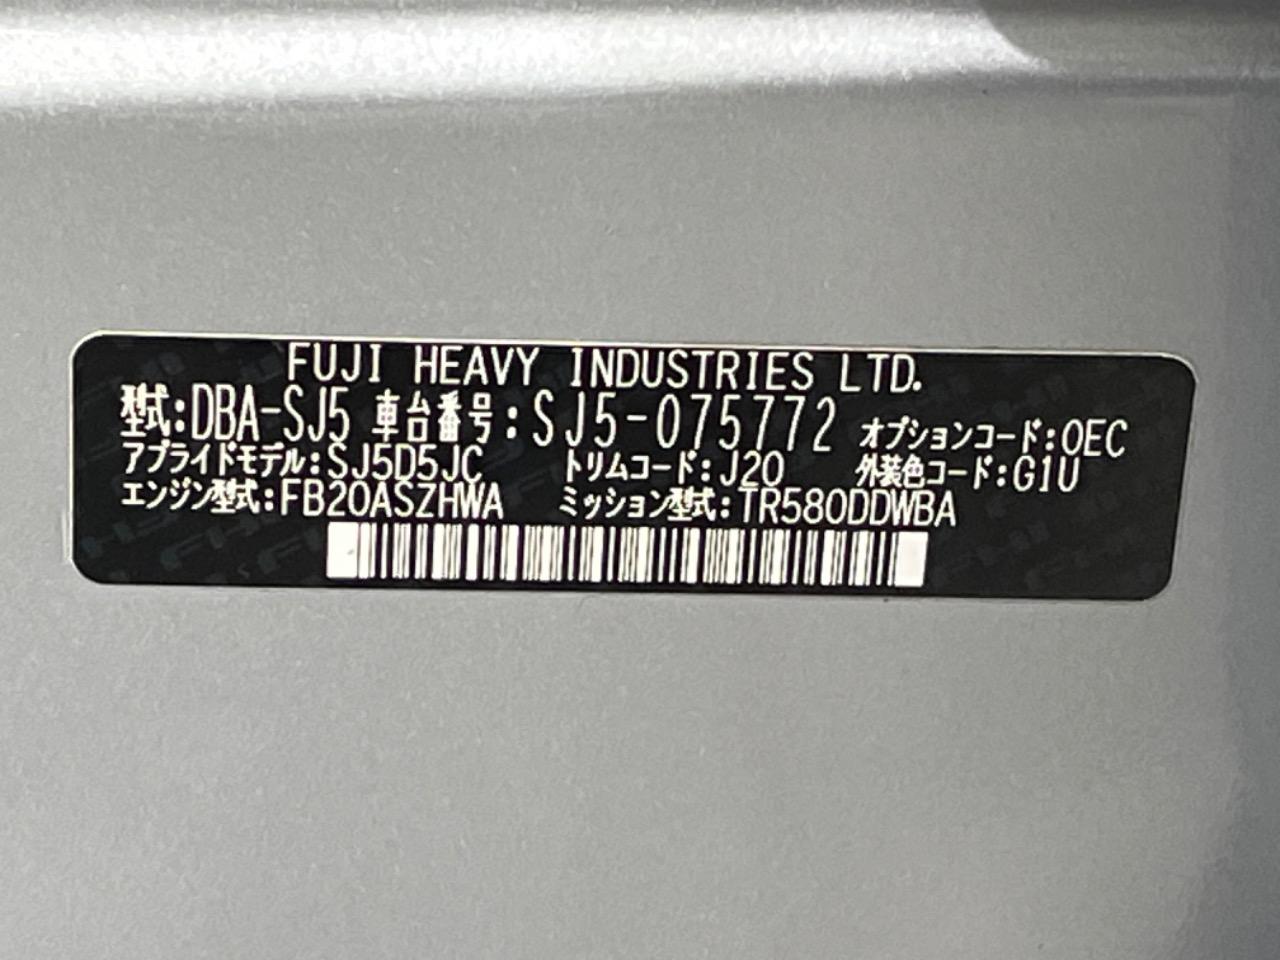 FUJI HEAVY INDUSTRIES LTD.
型式:DBA-SJ5 車台番号:SJ5-075772 オプションコード:OEC
アプライドモデル:SJ5D5JC トリムコード:J20 外装色コード:G1U
エンジン型式:FB20ASZHWA ミッション型式:TR580DDWBA